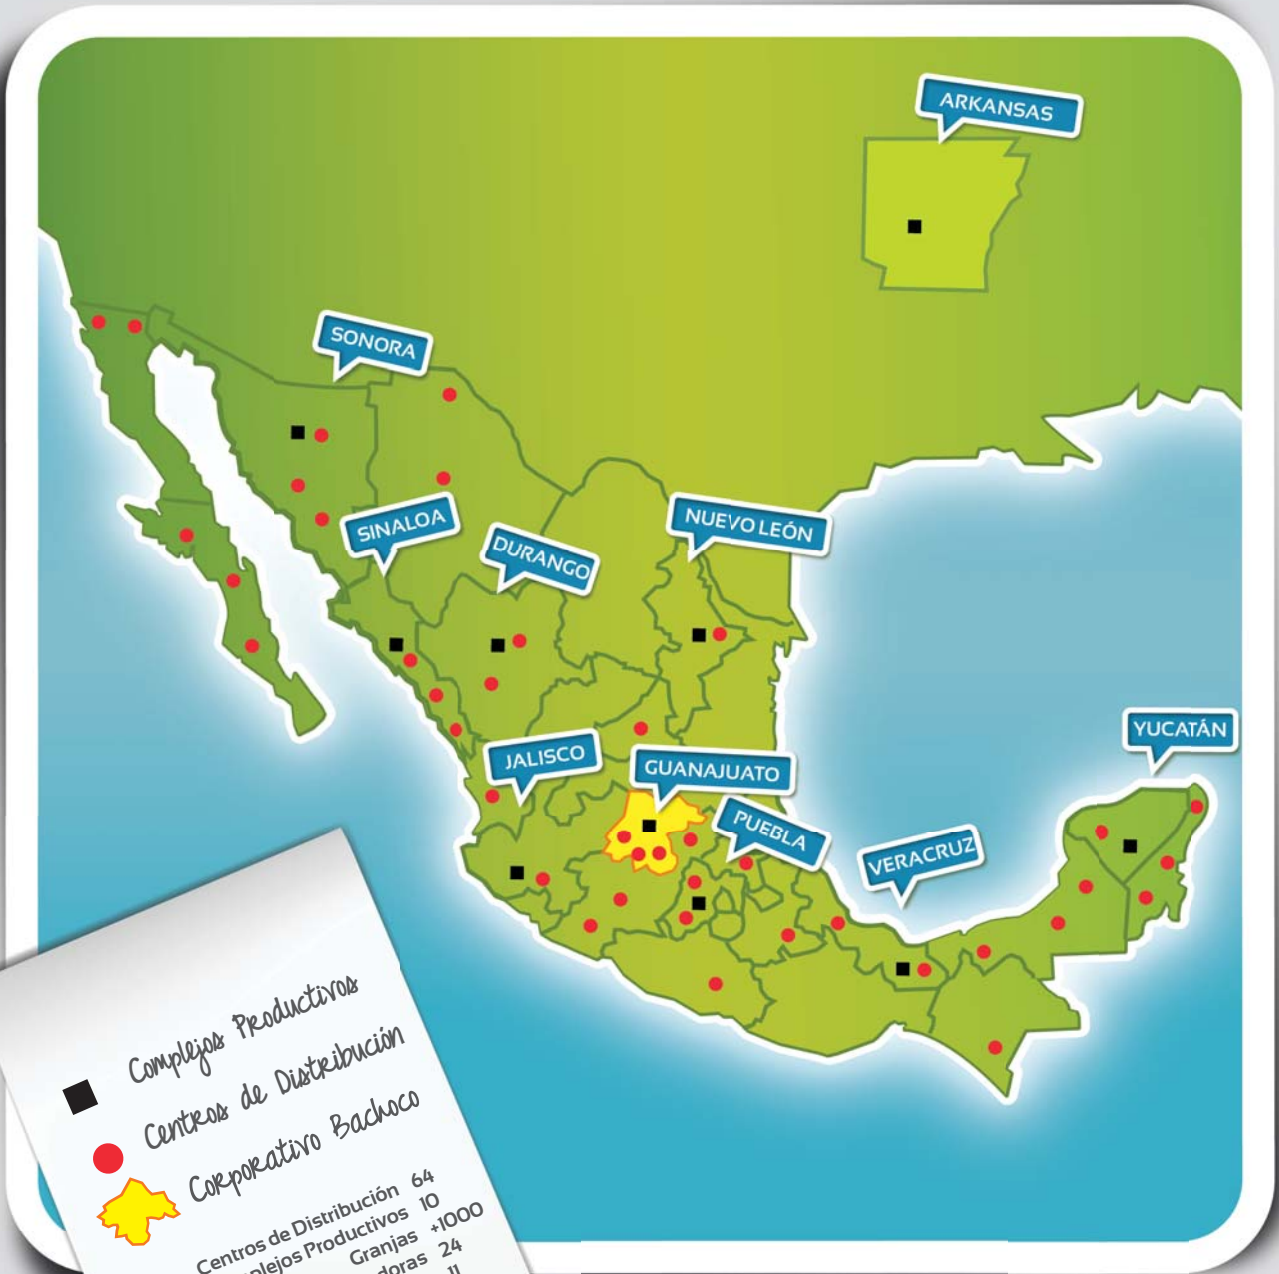 ARKANSAS
SONORA
SINALOA
DURANGO
NUEVO LEÓN
YUCATÁN
JALISCO
GUANAJUATO
PUEBLA
VERACRUZ
Complejos Productivos
Centros de Distribución
Corporativo Bachoco
Centros de Distribución 64
Productivos 10
Granjas +1000
24
11